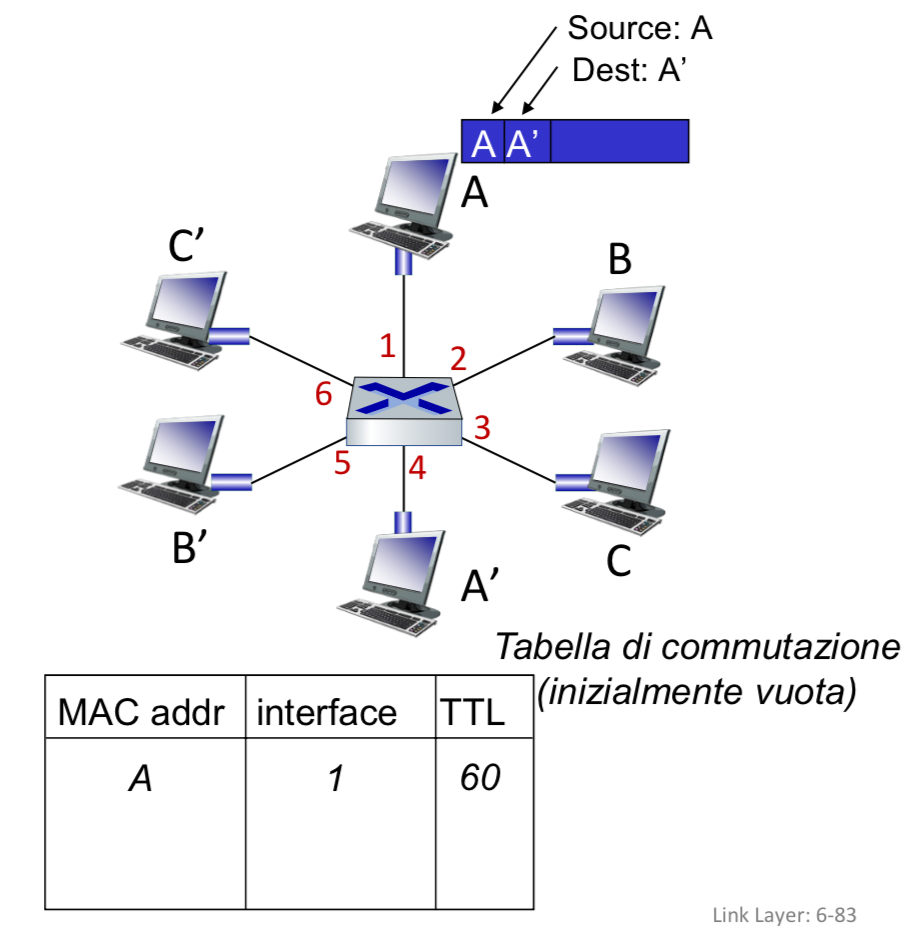 Source: A
Dest: A’
A A’
A
C’
B
1
2
6
3
5
4
B’
C
A’
Tabella di commutazione
(inizialmente vuota)
MAC addr interface TTL
A 1 60
Link Layer: 6-83